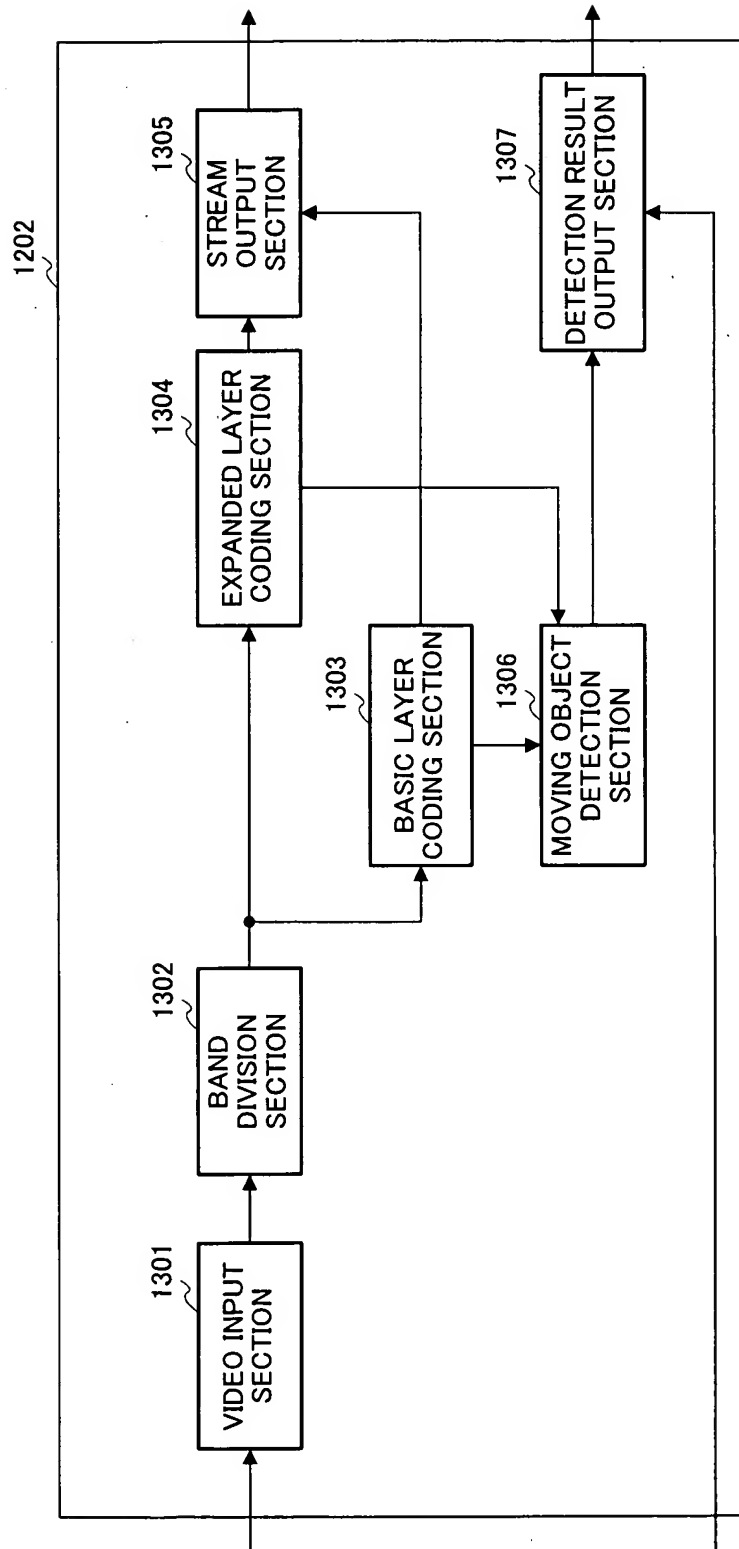 1202
1301
VIDEO INPUT
SECTION
1302
BAND
DIVISION
SECTION
1304
EXPANDED LAYER
CODING SECTION
1305
STREAM
OUTPUT
SECTION
1303
BASIC LAYER
CODING SECTION
1306
MOVING OBJECT
DETECTION
SECTION
1307
DETECTION RESULT
OUTPUT SECTION